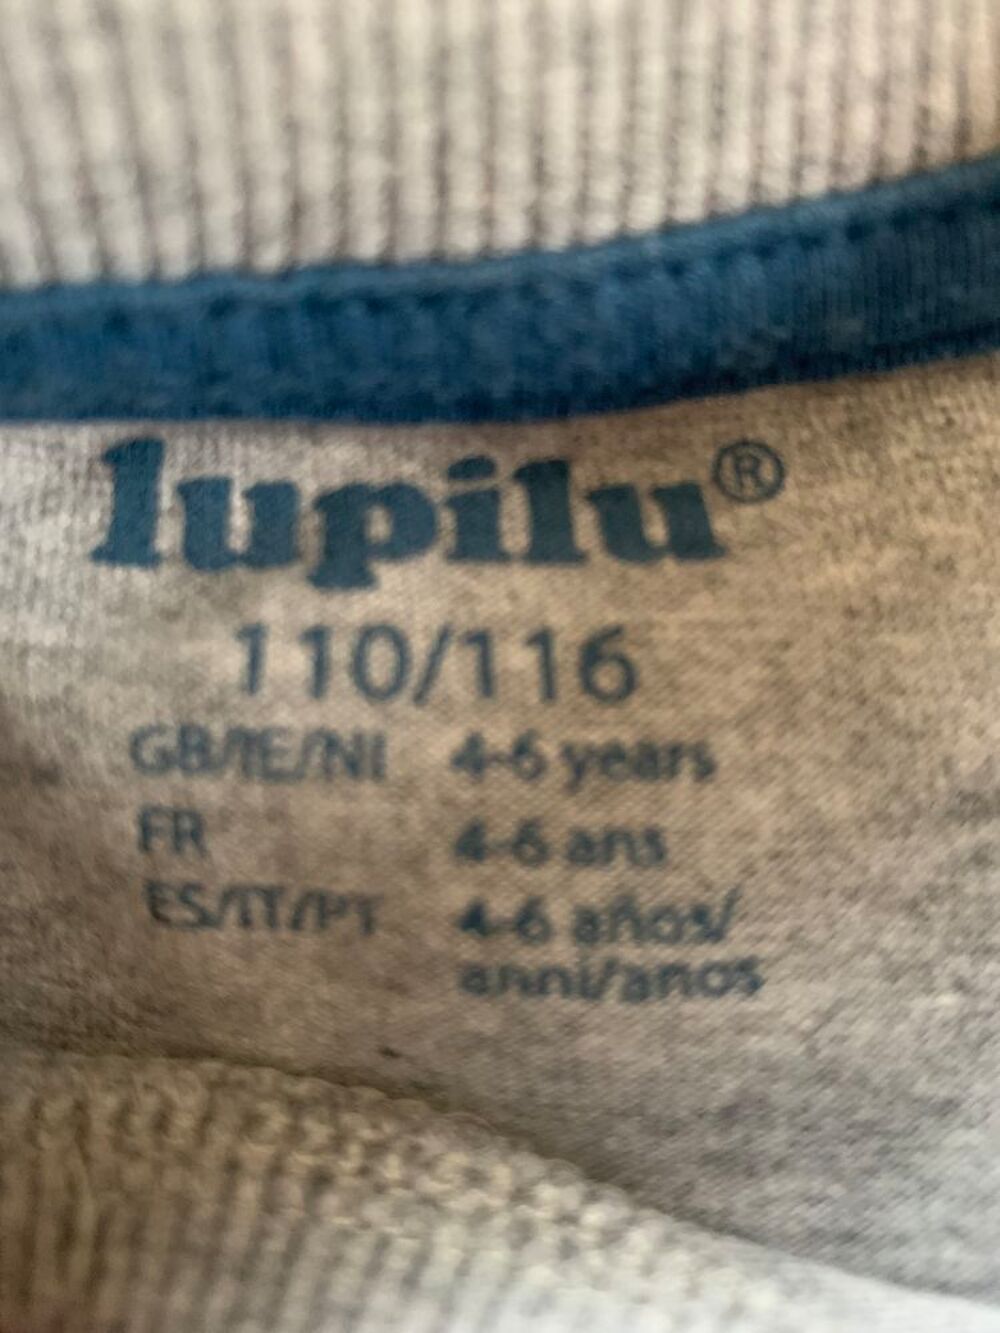 lupilu®
110/116
GB/IE/NI 4-6 years
FR 4-6 ans
ES/IT/PT 4-6 años/
anni/anos